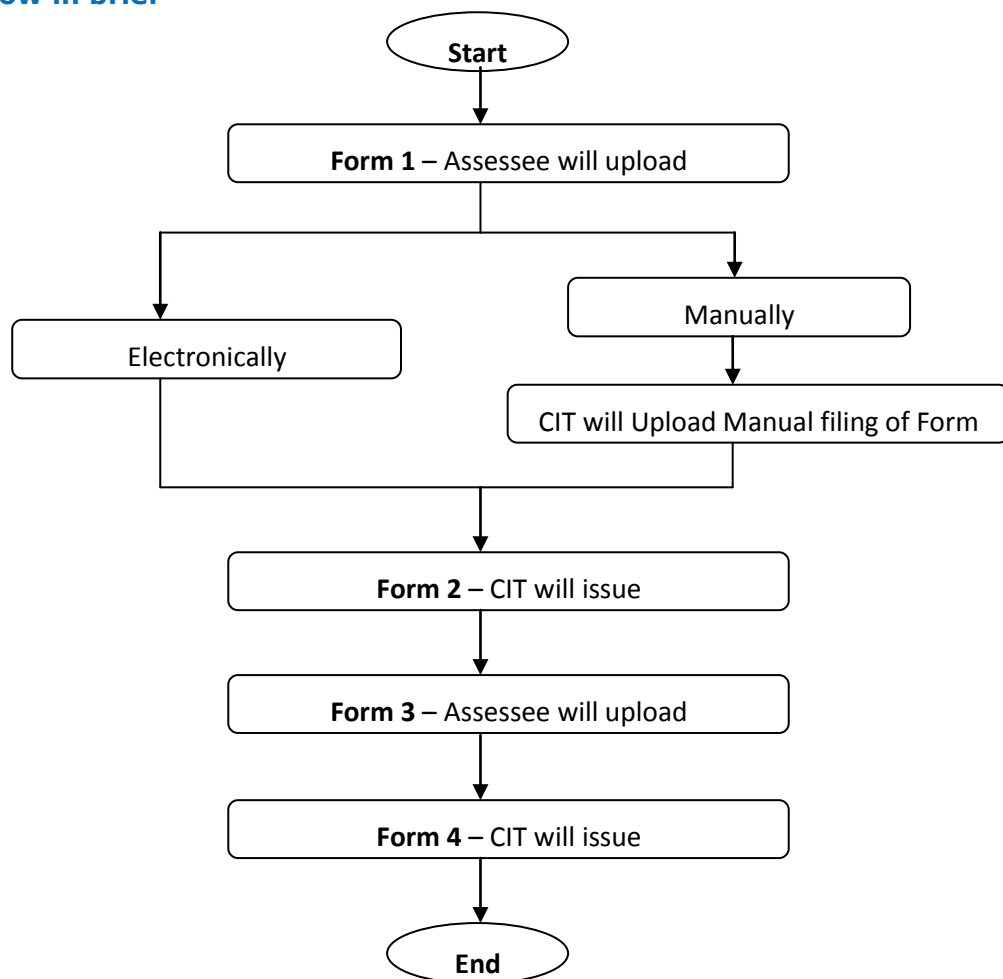 Start
Form 1 – Assessee will upload
Manually
Electronically
CIT will Upload Manual filing of Form
Form 2 – CIT will issue
Form 3 – Assessee will upload
Form 4 – CIT will issue
End